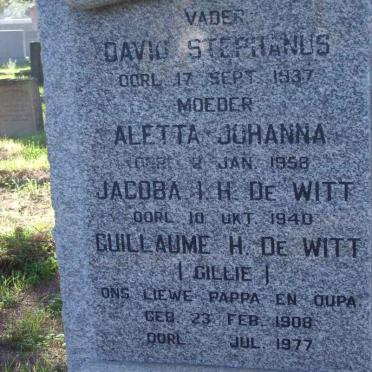 VADER
DAVID STEPHANUS
OORL 17 SEPT. 1937
MOEDER
ALETTA JOHANNA
OORL JAN. 1958
JACOBA I. H. DE WITT
OORL 10 OKT. 1940
GUILLAUME H. DE WITT
( GILLIE )
ONS LIEWE PAPPA EN OUPA
GEB. 23 FEB. 1908
OORL JUL. 1977